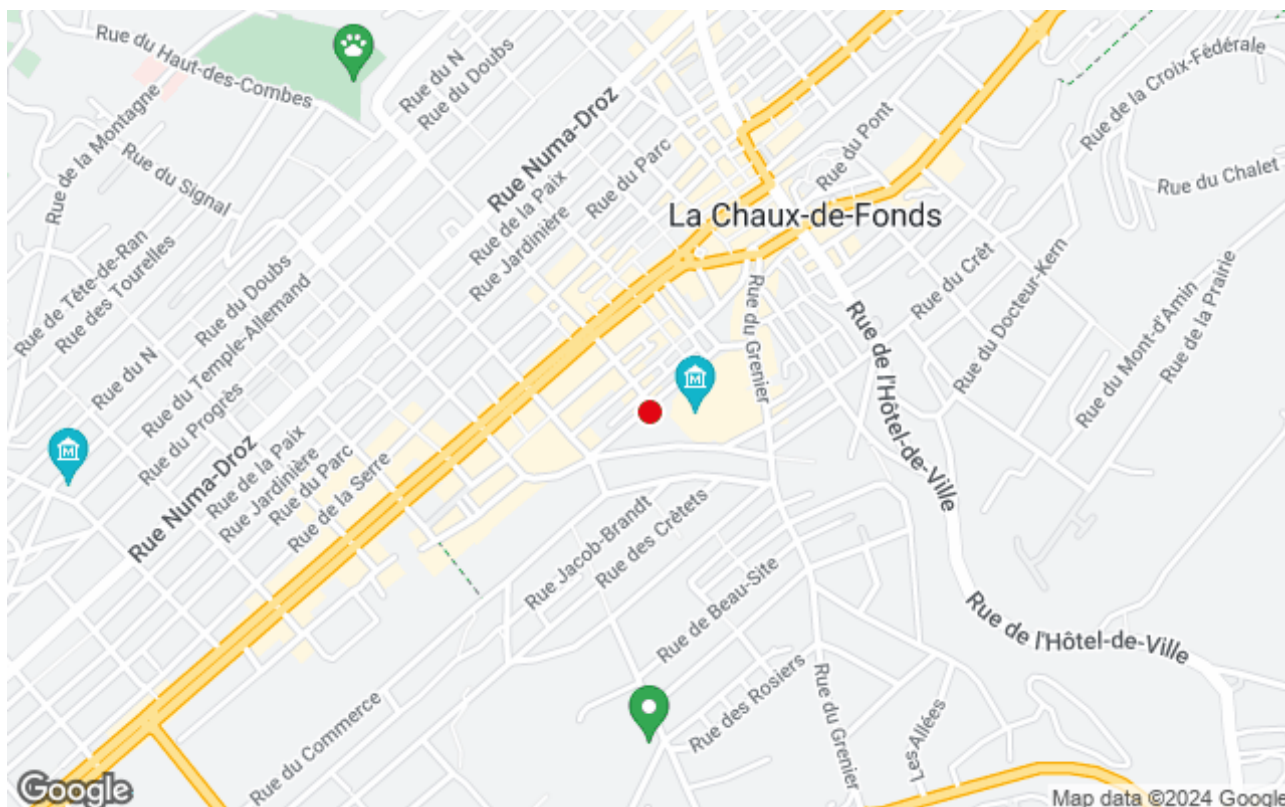 Rue du Haut-des-Combes
Rue du N
Rue du Doubs
Rue de la Montagne
Rue du Signal
Rue Numa-Droz
Rue du Parc
Rue de la Paix
Rue Jardinière
Rue du Pont
Rue de la Croix-Fédérale
Rue du Chalet
La Chaux-de-Fonds
Rue de Tête-de-Ran
Rue des Tourelles
Rue du Doubs
Rue du Temple-Allemand
Rue du N
Rue du Progrès
Rue du Grenier
Rue du Crêt
Rue du Docteur-Kern
Rue du Mont-d'Amin
Rue de la Prairie
Rue de l'Hôtel-de-Ville
M
M
Rue Numa-Droz
Rue de la Paix
Rue Jardinière
Rue du Parc
Rue de la Serre
Rue Jacob-Brandt
Rue des Crêtets
Rue de Beau-Site
Rue de l'Hôtel-de-Ville
Rue des Rosiers
Rue du Grenier
Les-Allées
Rue du Commerce
Google
Map data ©2024 Google